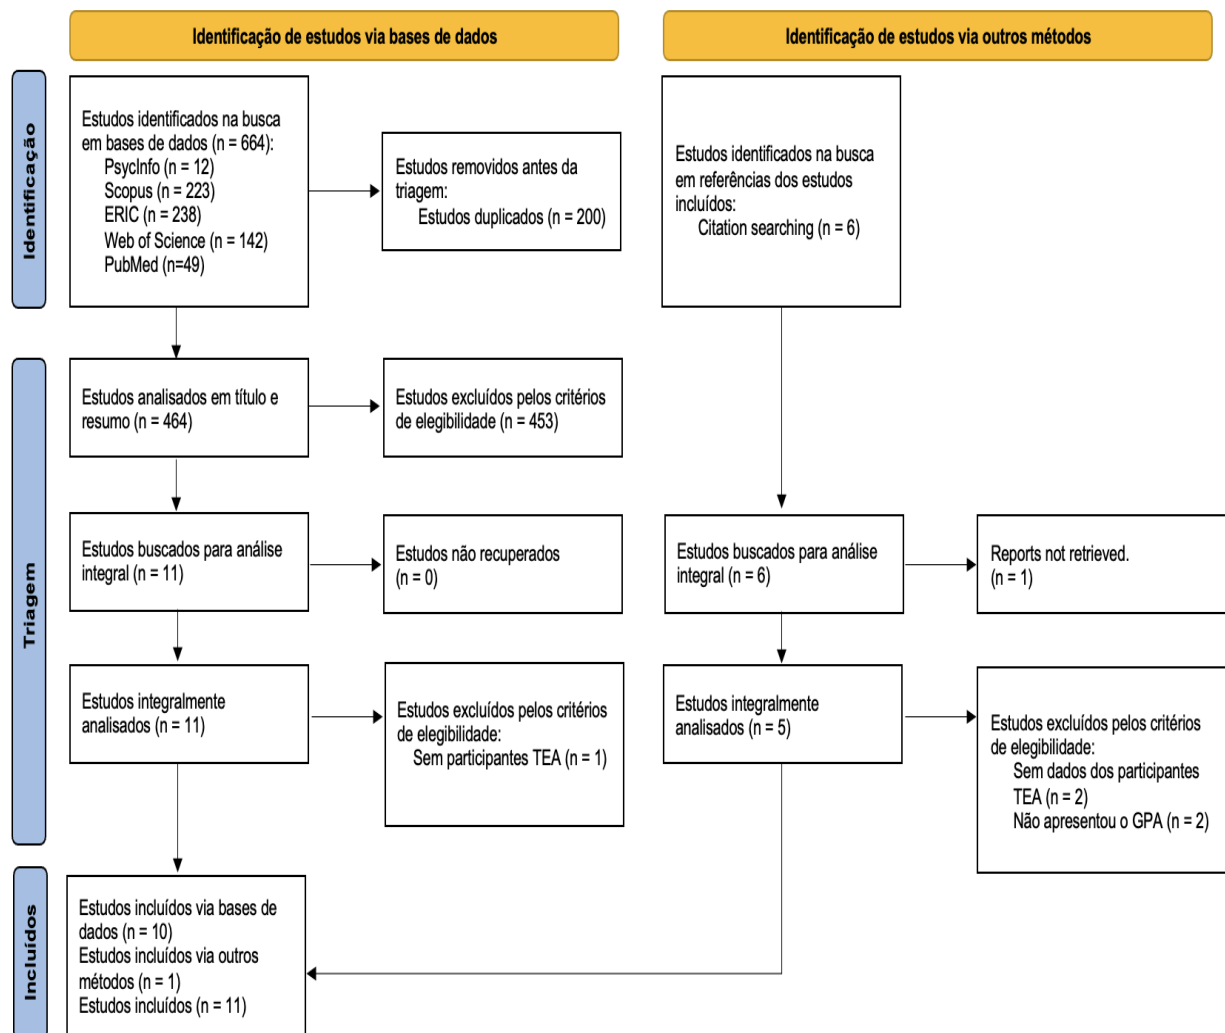 Identificação de estudos via bases de dados
Identificação de estudos via outros métodos
Identificação
Estudos identificados na busca
em bases de dados (n = 664):
PsycInfo (n = 12)
Scopus (n = 223)
ERIC (n = 238)
Web of Science (n = 142)
PubMed (n=49)
Estudos removidos antes da
triagem:
Estudos duplicados (n = 200)
Estudos identificados na busca
em referências dos estudos
incluídos:
Citation searching (n = 6)
Triagem
Estudos analisados em título e
resumo (n = 464)
Estudos excluídos pelos critérios
de elegibilidade (n = 453)
Estudos buscados para análise
integral (n = 11)
Estudos não recuperados
(n = 0)
Estudos buscados para análise
integral (n = 6)
Reports not retrieved.
(n = 1)
Estudos integralmente
analisados (n = 11)
Estudos excluídos pelos critérios
de elegibilidade:
Sem participantes TEA (n = 1)
Estudos integralmente
analisados (n = 5)
Estudos excluídos pelos critérios
de elegibilidade:
Sem dados dos participantes
TEA (n = 2)
Não apresentou o GPA (n = 2)
Incluídos
Estudos incluídos via bases de
dados (n = 10)
Estudos incluídos via outros
métodos (n = 1)
Estudos incluídos (n = 11)